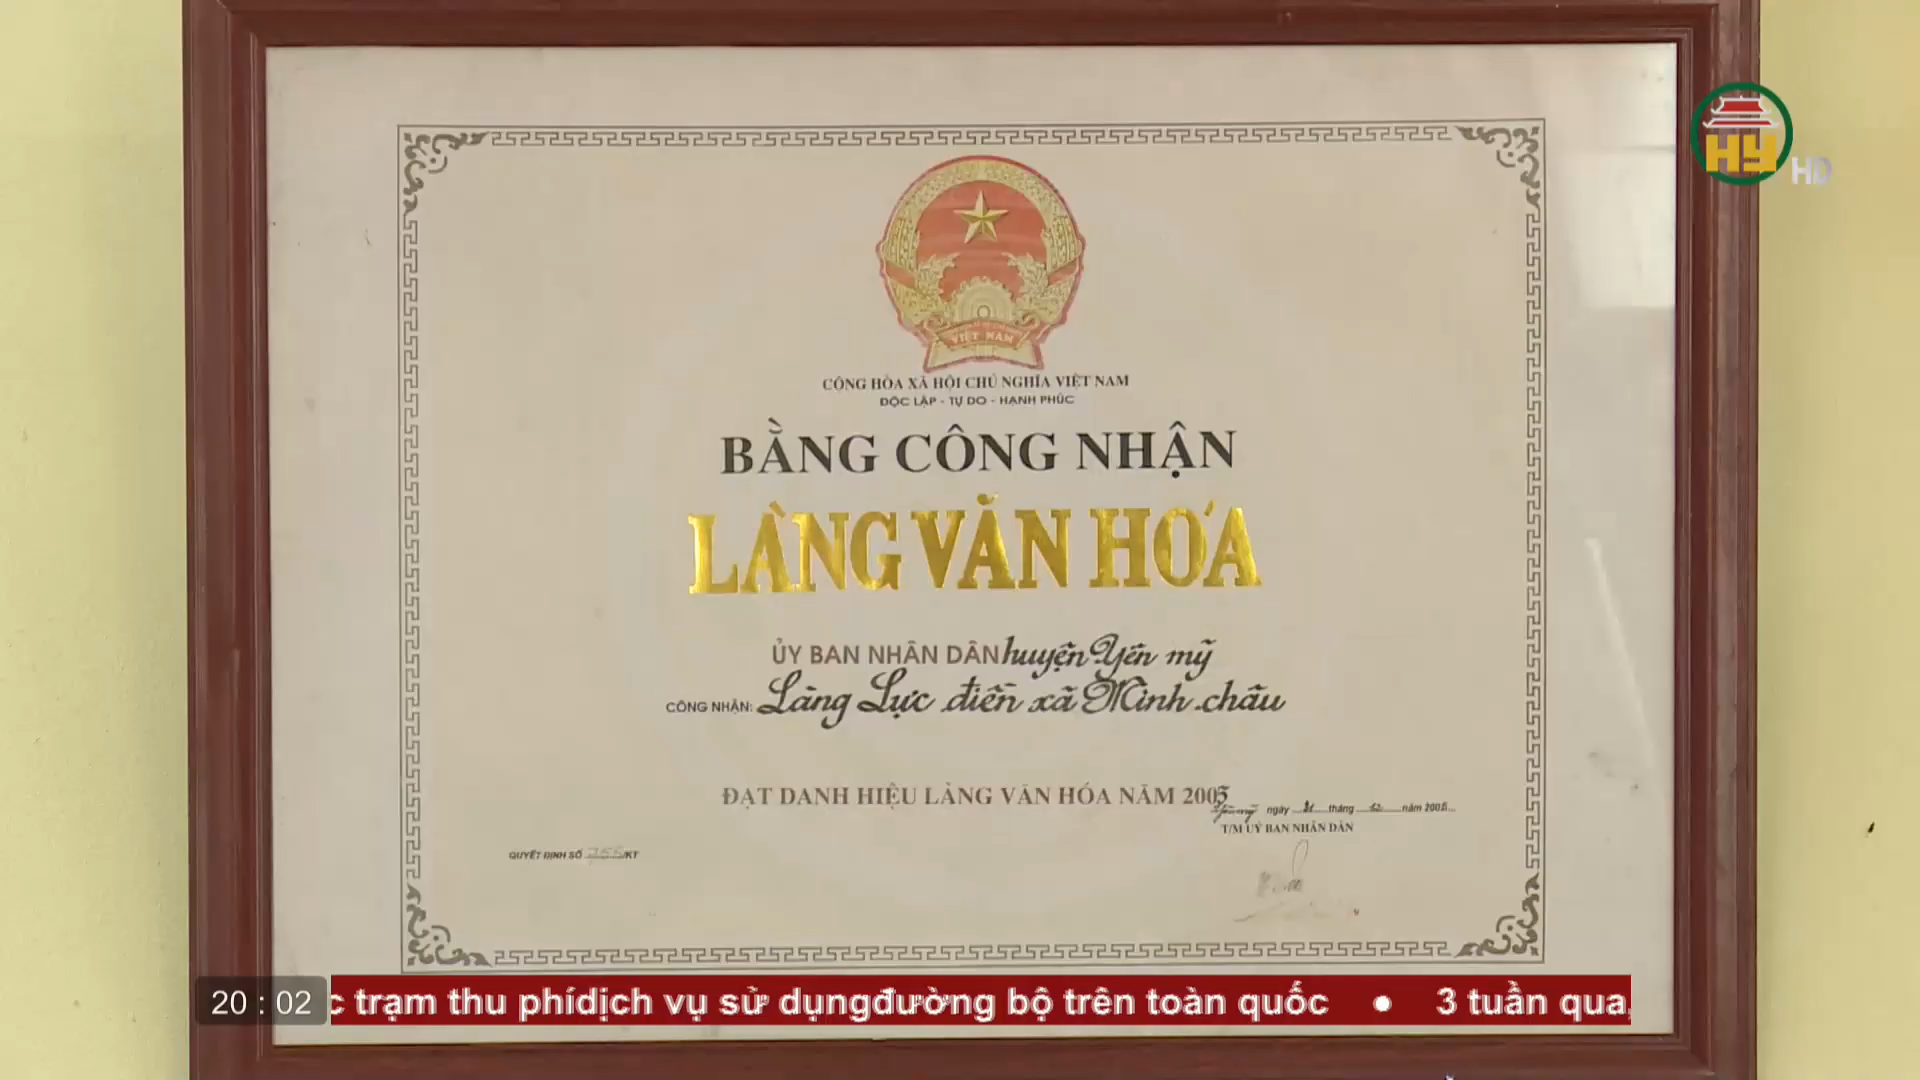 HY HD
VIỆT NAM
CỘNG HÒA XÃ HỘI CHỦ NGHĨA VIỆT NAM
ĐỘC LẬP - TỰ DO - HẠNH PHÚC
BẰNG CÔNG NHẬN
LÀNG VĂN HÓA
ỦY BAN NHÂN DÂN huyện Yên mỹ
CÔNG NHẬN: Làng Lực điền xã Minh châu
ĐẠT DANH HIỆU LÀNG VĂN HÓA NĂM 2005
ngày tháng năm 2005
T/M UỶ BAN NHÂN DÂN
QUYẾT ĐỊNH SỐ /KT
20 : 02 c trạm thu phídịch vụ sử dụngđường bộ trên toàn quốc • 3 tuần qua,